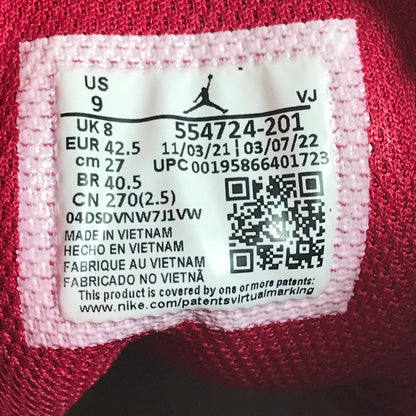 US
9
VJ
UK 8
554724-201
EUR 42.5
11/03/21 | 03/07/22
cm 27
UPC 00195866401723
BR 40.5
CN 270(2.5)
04DSDVNW7J1VW
MADE IN VIETNAM
HECHO EN VIETNAM
FABRIQUE AU VIETNAM
FABRICADO NO VIETNÃ
This product is covered by one or more patents:
www.nike.com/patentsvirtualmarking